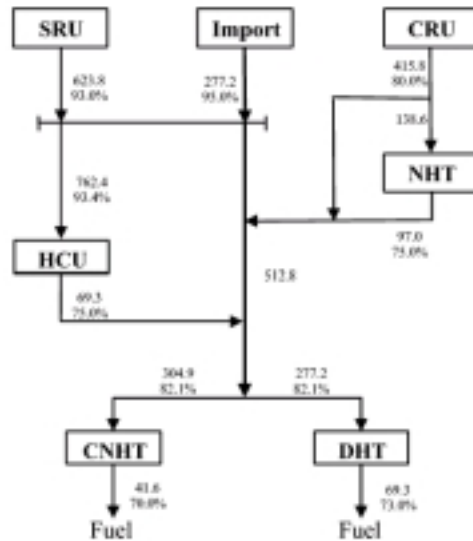 SRU
Import
CRU
623.8
93.0%
277.2
95.0%
415.8
80.0%
138.6
NHT
762.4
93.4%
97.0
75.0%
HCU
512.8
69.3
75.0%
304.9
82.1%
277.2
82.1%
CNHT
DHT
41.6
70.0%
69.3
73.0%
Fuel
Fuel